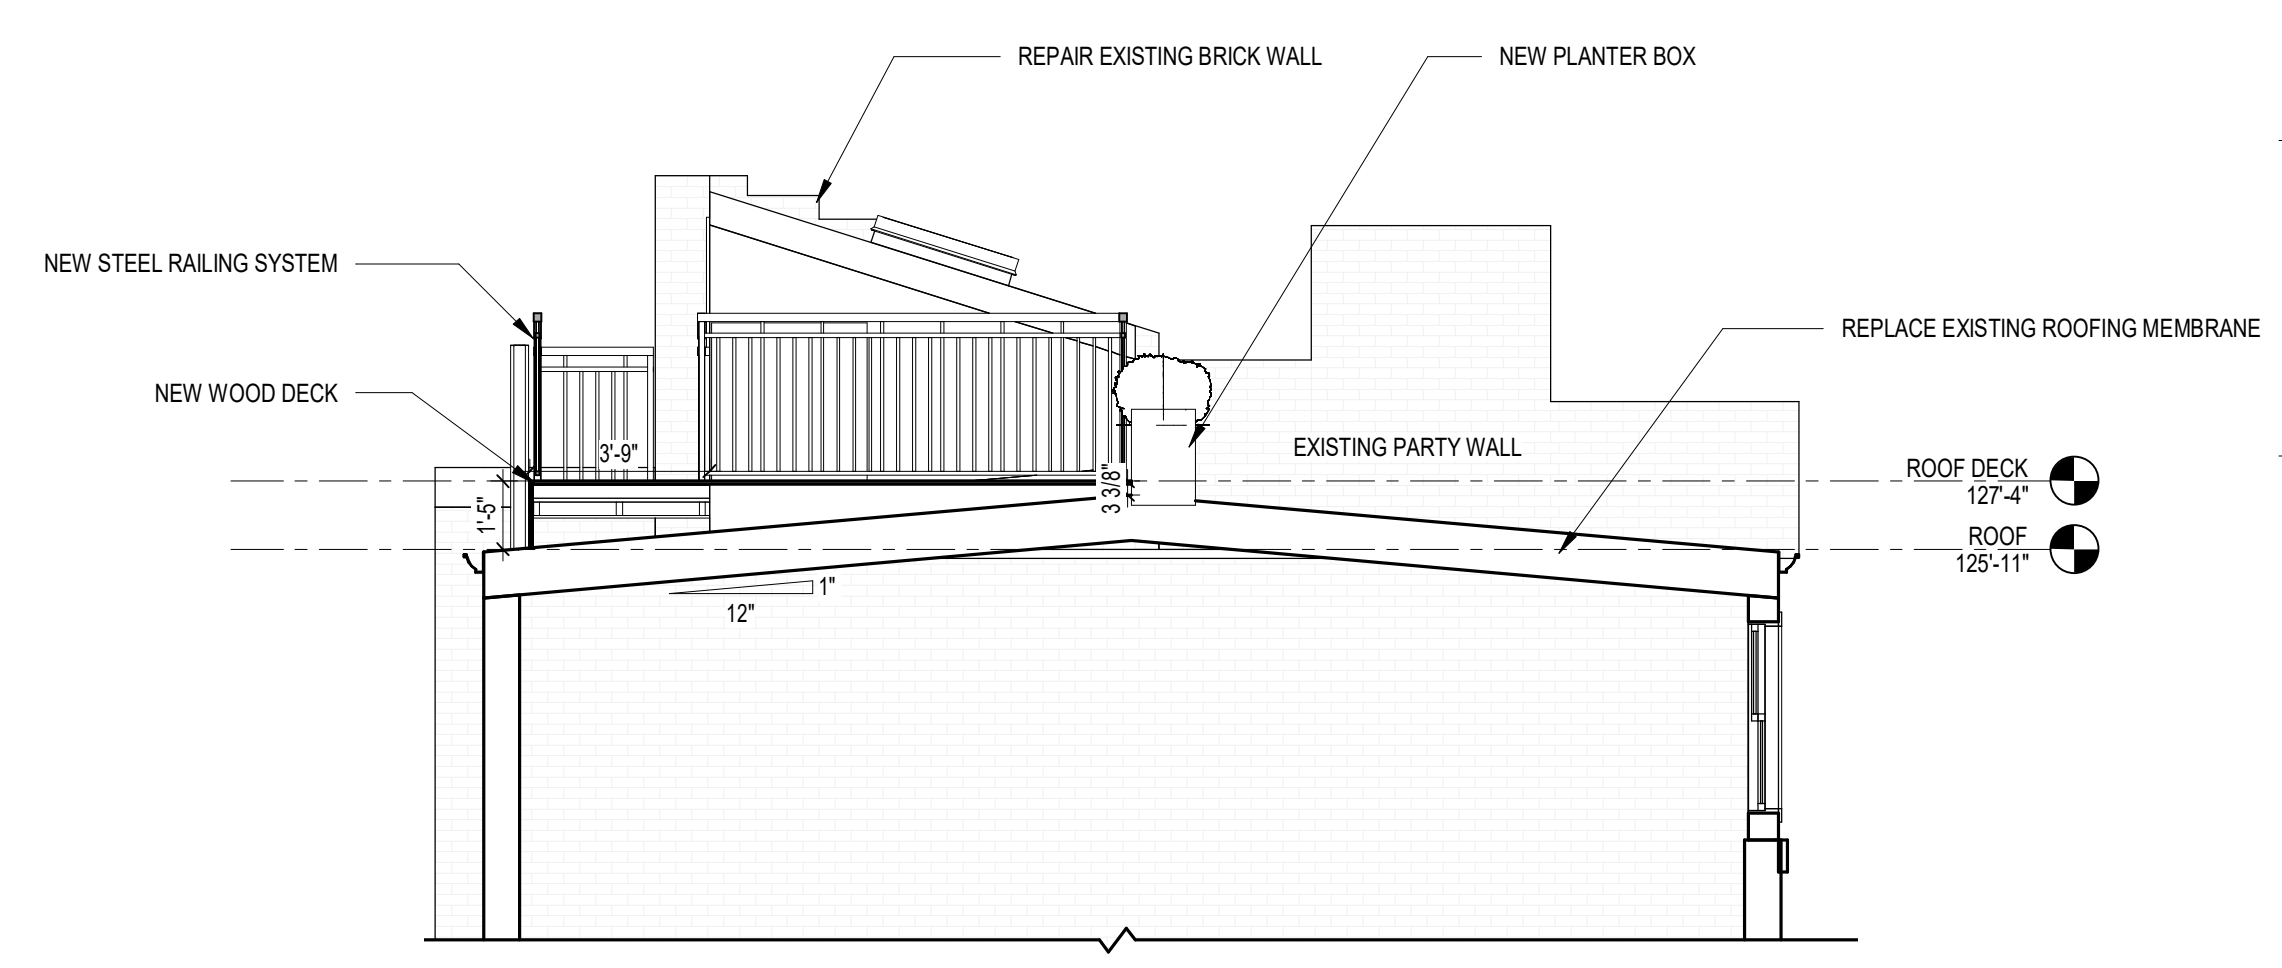 REPAIR EXISTING BRICK WALL
NEW PLANTER BOX
NEW STEEL RAILING SYSTEM
REPLACE EXISTING ROOFING MEMBRANE
NEW WOOD DECK
3'-9"
EXISTING PARTY WALL
ROOF DECK
127'-4"
3 3/8"
1'-5"
ROOF
125'-11"
1"
12"